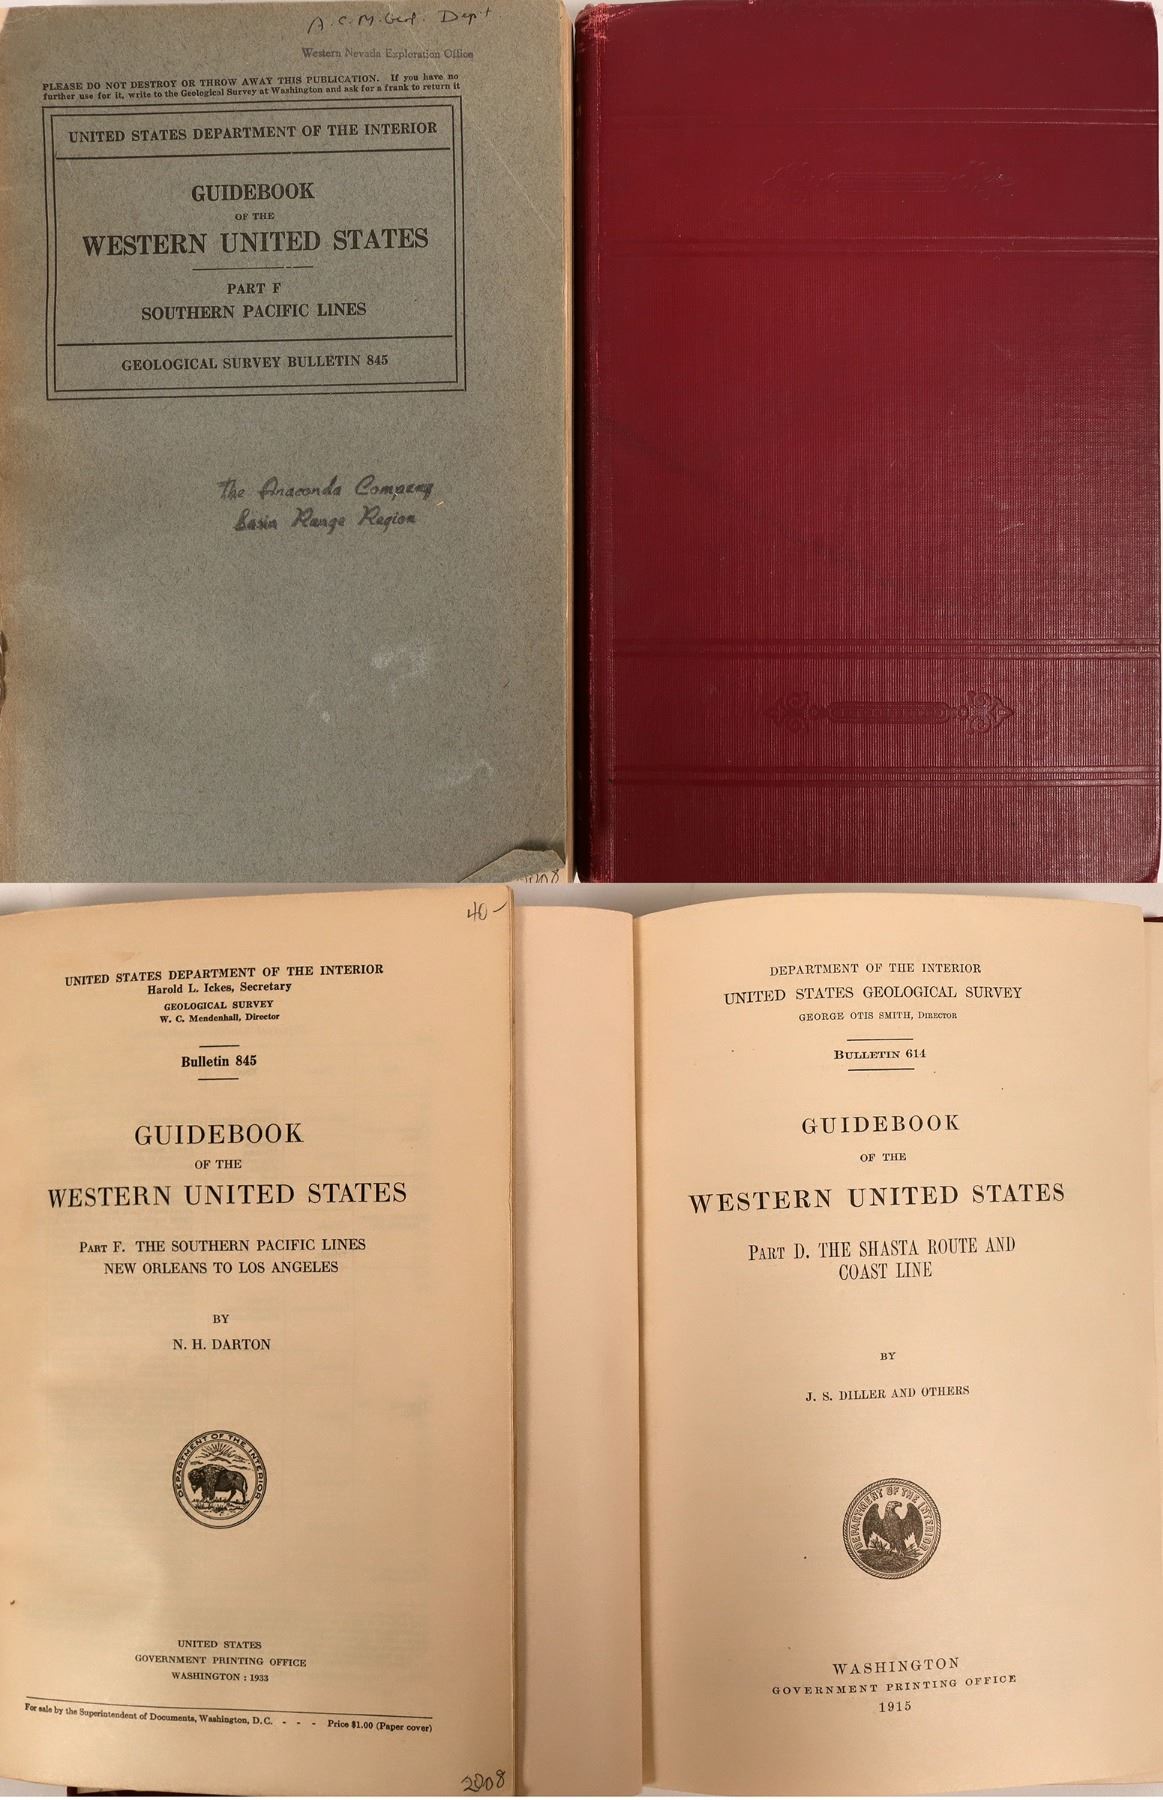 A. C. M. Geol. Dep't.
Western Nevada Exploration Office
PLEASE DO NOT DESTROY OR THROW AWAY THIS PUBLICATION. If you have no
further use for it, write to the Geological Survey at Washington and ask for a frank to return it
UNITED STATES DEPARTMENT OF THE INTERIOR
GUIDEBOOK
OF THE
WESTERN UNITED STATES
PART F
SOUTHERN PACIFIC LINES
GEOLOGICAL SURVEY BULLETIN 845
The Anaconda Company
Basin Range Region
40-
UNITED STATES DEPARTMENT OF THE INTERIOR
Harold L. Ickes, Secretary
GEOLOGICAL SURVEY
W. C. Mendenhall, Director
Bulletin 845
GUIDEBOOK
OF THE
WESTERN UNITED STATES
PART F. THE SOUTHERN PACIFIC LINES
NEW ORLEANS TO LOS ANGELES
BY
N. H. DARTON
DEPARTMENT OF THE INTERIOR
UNITED STATES
GOVERNMENT PRINTING OFFICE
WASHINGTON : 1933
For sale by the Superintendent of Documents, Washington, D. C. - - - Price $1.00 (Paper cover)
2008
DEPARTMENT OF THE INTERIOR
UNITED STATES GEOLOGICAL SURVEY
GEORGE OTIS SMITH, DIRECTOR
BULLETIN 614
GUIDEBOOK
OF THE
WESTERN UNITED STATES
PART D. THE SHASTA ROUTE AND
COAST LINE
BY
J. S. DILLER AND OTHERS
DEPARTMENT OF THE INTERIOR
WASHINGTON
GOVERNMENT PRINTING OFFICE
1915